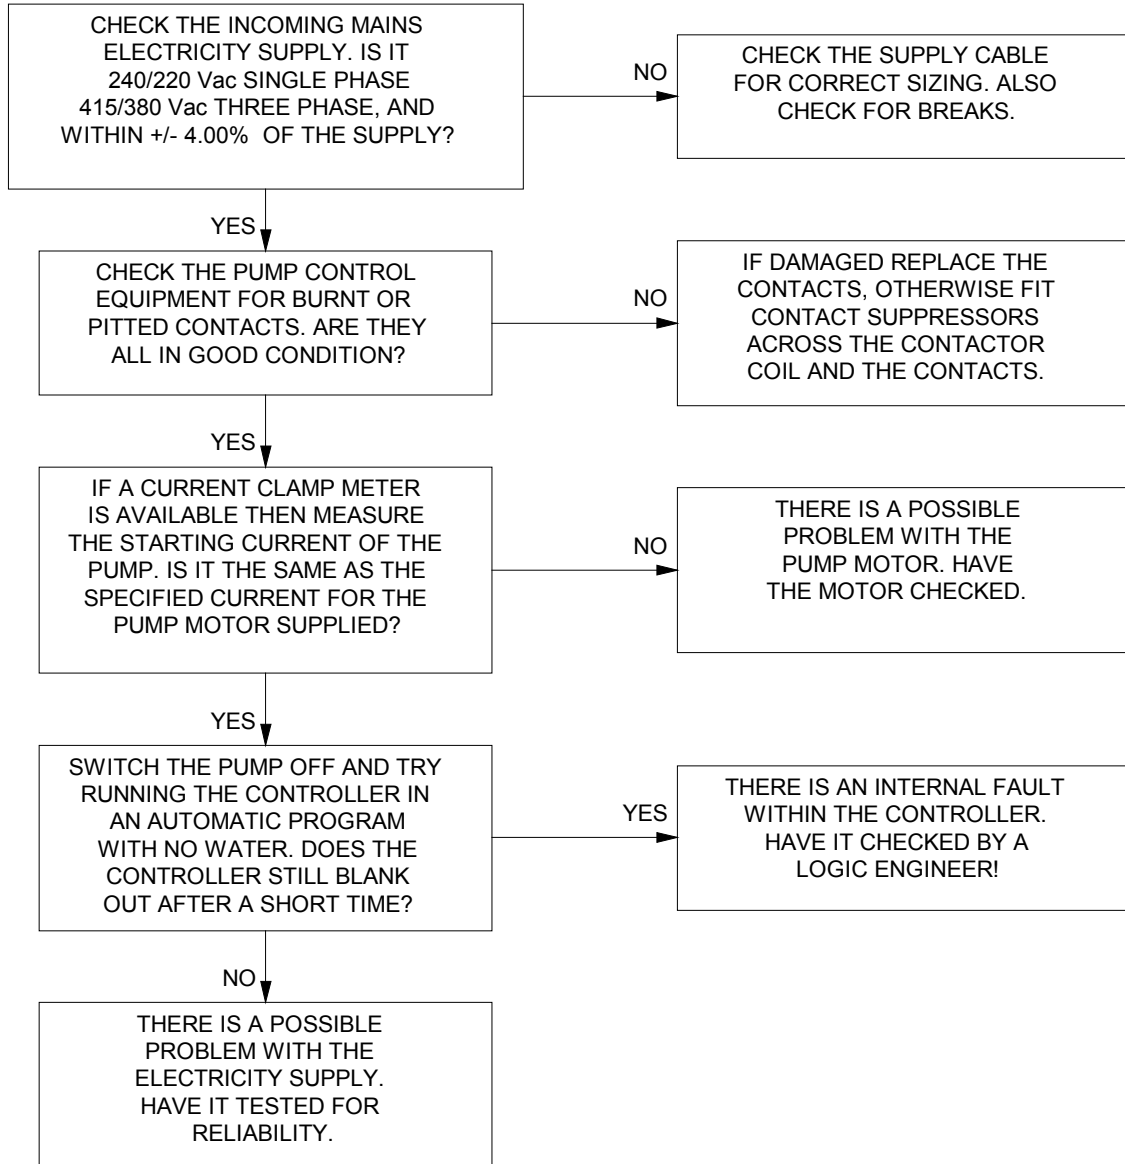 CHECK THE INCOMING MAINS
ELECTRICITY SUPPLY. IS IT
240/220 Vac SINGLE PHASE
415/380 Vac THREE PHASE, AND
WITHIN +/- 4.00% OF THE SUPPLY?
NO
CHECK THE SUPPLY CABLE
FOR CORRECT SIZING. ALSO
CHECK FOR BREAKS.
YES
CHECK THE PUMP CONTROL
EQUIPMENT FOR BURNT OR
PITTED CONTACTS. ARE THEY
ALL IN GOOD CONDITION?
NO
IF DAMAGED REPLACE THE
CONTACTS, OTHERWISE FIT
CONTACT SUPPRESSORS
ACROSS THE CONTACTOR
COIL AND THE CONTACTS.
YES
IF A CURRENT CLAMP METER
IS AVAILABLE THEN MEASURE
THE STARTING CURRENT OF THE
PUMP. IS IT THE SAME AS THE
SPECIFIED CURRENT FOR THE
PUMP MOTOR SUPPLIED?
NO
THERE IS A POSSIBLE
PROBLEM WITH THE
PUMP MOTOR. HAVE
THE MOTOR CHECKED.
YES
SWITCH THE PUMP OFF AND TRY
RUNNING THE CONTROLLER IN
AN AUTOMATIC PROGRAM
WITH NO WATER. DOES THE
CONTROLLER STILL BLANK
OUT AFTER A SHORT TIME?
YES
THERE IS AN INTERNAL FAULT
WITHIN THE CONTROLLER.
HAVE IT CHECKED BY A
LOGIC ENGINEER!
NO
THERE IS A POSSIBLE
PROBLEM WITH THE
ELECTRICITY SUPPLY.
HAVE IT TESTED FOR
RELIABILITY.